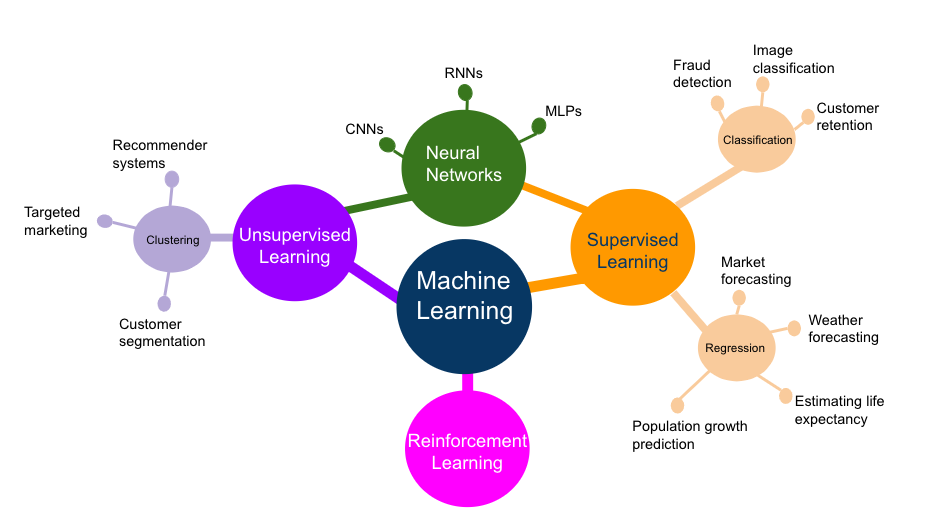 Image
classification
Fraud
detection
Customer
retention
Classification
RNNs
MLPs
CNNs
Neural
Networks
Recommender
systems
Targeted
marketing
Clustering
Customer
segmentation
Unsupervised
Learning
Supervised
Learning
Machine
Learning
Market
forecasting
Weather
forecasting
Regression
Estimating life
expectancy
Population growth
prediction
Reinforcement
Learning